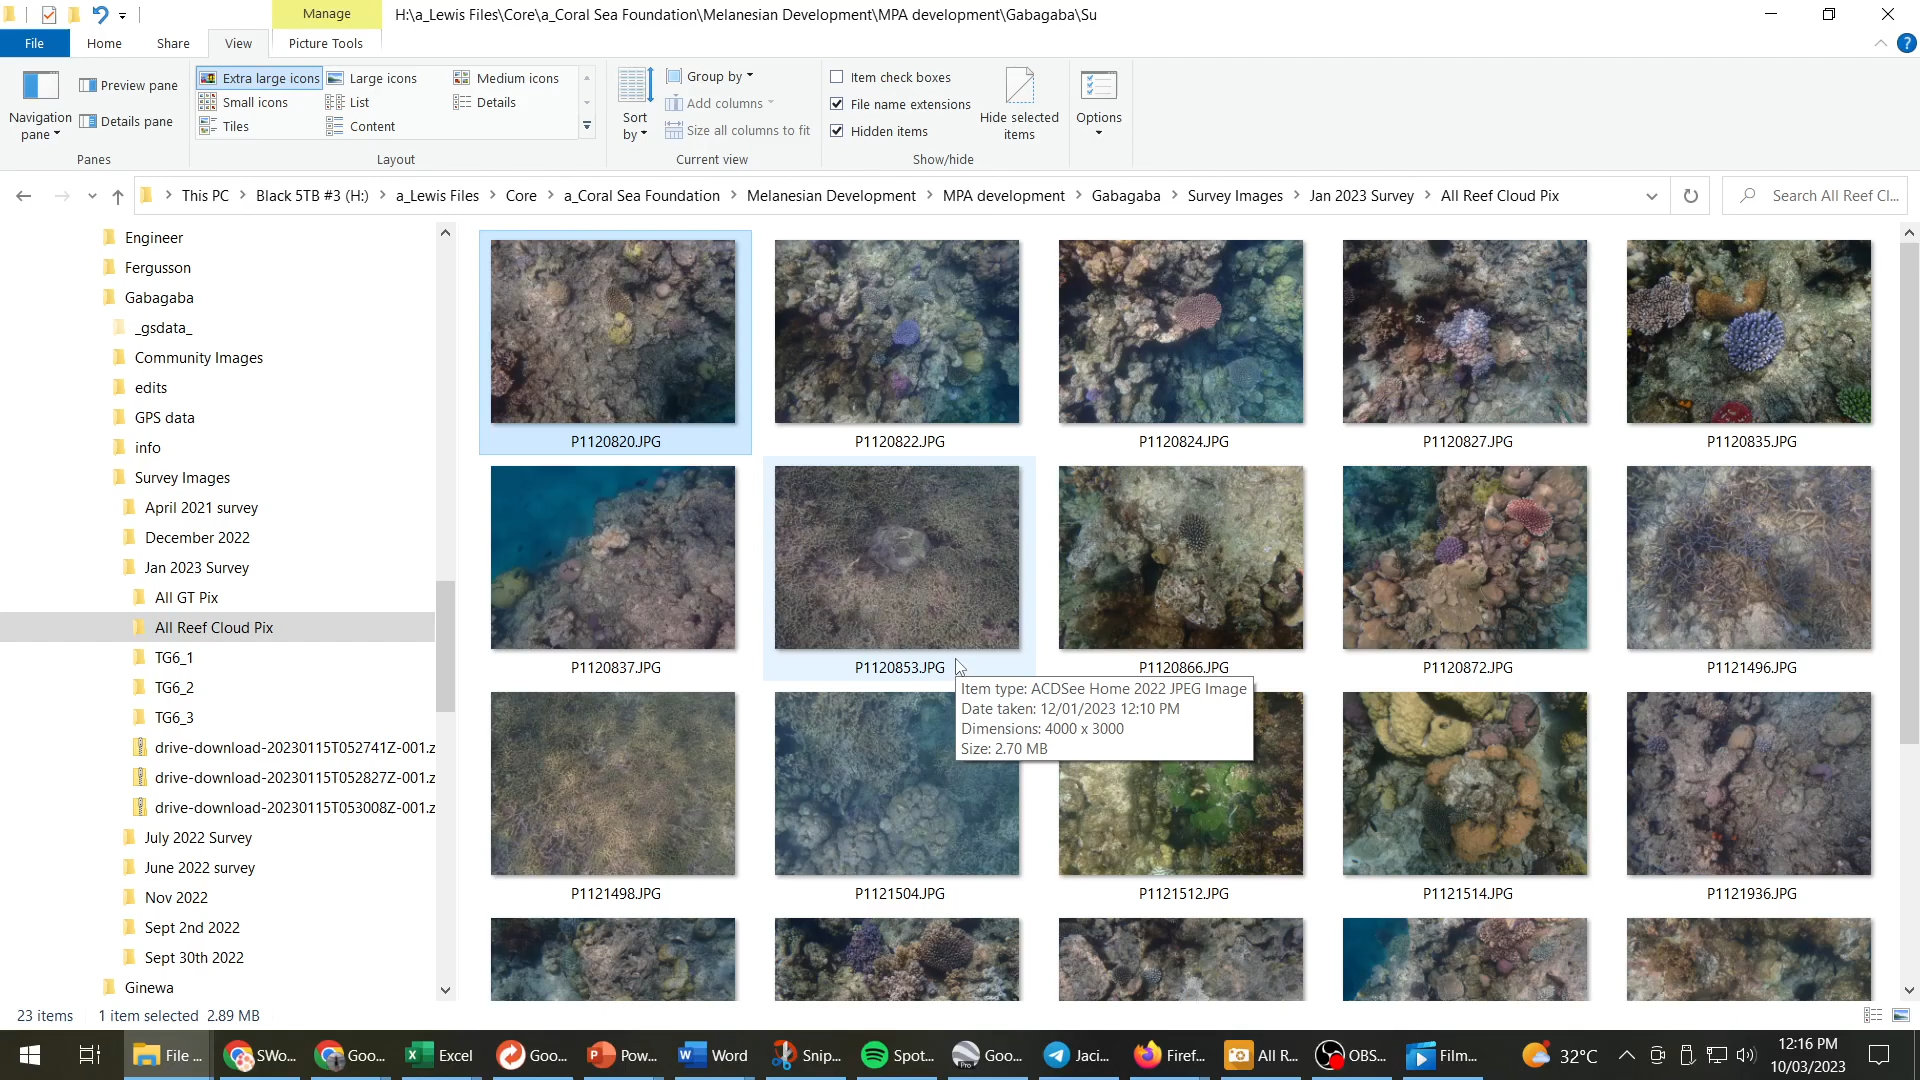 Manage
H:\a_Lewis Files\Core\a_Coral Sea Foundation\Melanesian Development\MPA development\Gabagaba\Su
File
Home
Share
View
Picture Tools
Navigation pane
Preview pane
Details pane
Panes
Extra large icons
Large icons
Medium icons
Small icons
List
Details
Tiles
Content
Layout
Sort by
Group by
Add columns
Size all columns to fit
Current view
Item check boxes
File name extensions
Hidden items
Hide selected items
Show/hide
Options
This PC
Black 5TB #3 (H:)
a_Lewis Files
Core
a_Coral Sea Foundation
Melanesian Development
MPA development
Gabagaba
Survey Images
Jan 2023 Survey
All Reef Cloud Pix
Search All Reef Cl...
Engineer
Fergusson
Gabagaba
_gsdata_
Community Images
edits
GPS data
info
Survey Images
April 2021 survey
December 2022
Jan 2023 Survey
All GT Pix
All Reef Cloud Pix
TG6_1
TG6_2
TG6_3
drive-download-20230115T052741Z-001.z
drive-download-20230115T052827Z-001.z
drive-download-20230115T053008Z-001.z
July 2022 Survey
June 2022 survey
Nov 2022
Sept 2nd 2022
Sept 30th 2022
Ginewa
P1120820.JPG
P1120822.JPG
P1120824.JPG
P1120827.JPG
P1120835.JPG
P1120837.JPG
P1120853.JPG
P1120866.JPG
P1120872.JPG
P1121496.JPG
Item type: ACDSee Home 2022 JPEG Image
Date taken: 12/01/2023 12:10 PM
Dimensions: 4000 x 3000
Size: 2.70 MB
P1121498.JPG
P1121504.JPG
P1121512.JPG
P1121514.JPG
P1121936.JPG
23 items
1 item selected 2.89 MB
File ...
SWo...
Goo...
Excel
Goo...
Pow...
Word
Snip...
Spot...
Goo...
Jaci...
Firef...
All R...
OBS...
Film...
32°C
12:16 PM
10/03/2023